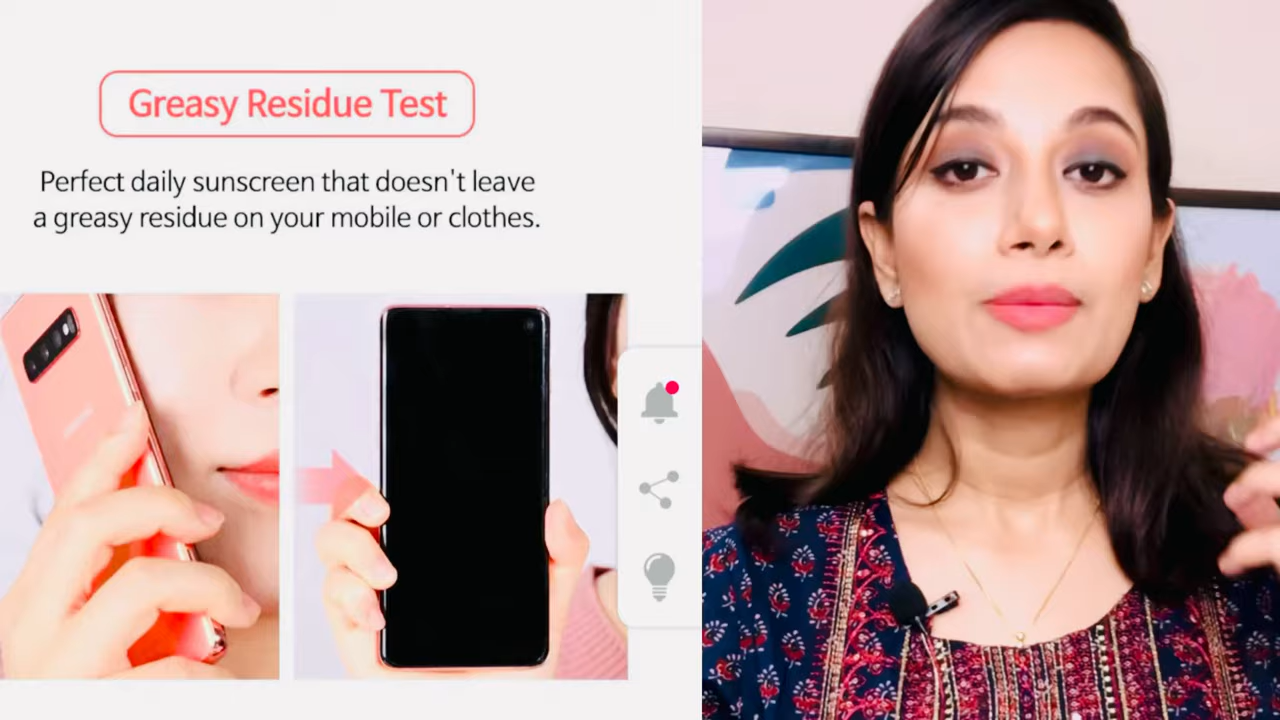 Greasy Residue Test
Perfect daily sunscreen that doesn't leave
a greasy residue on your mobile or clothes.